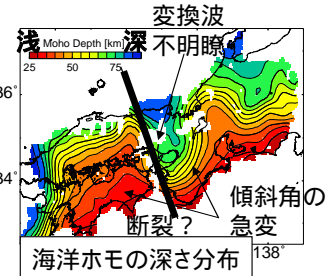 変換波
不明瞭
浅 Moho Depth [km] 深
25 50 75
36°
34°
断裂？
傾斜角の
急変
138°
海洋ホモの深さ分布